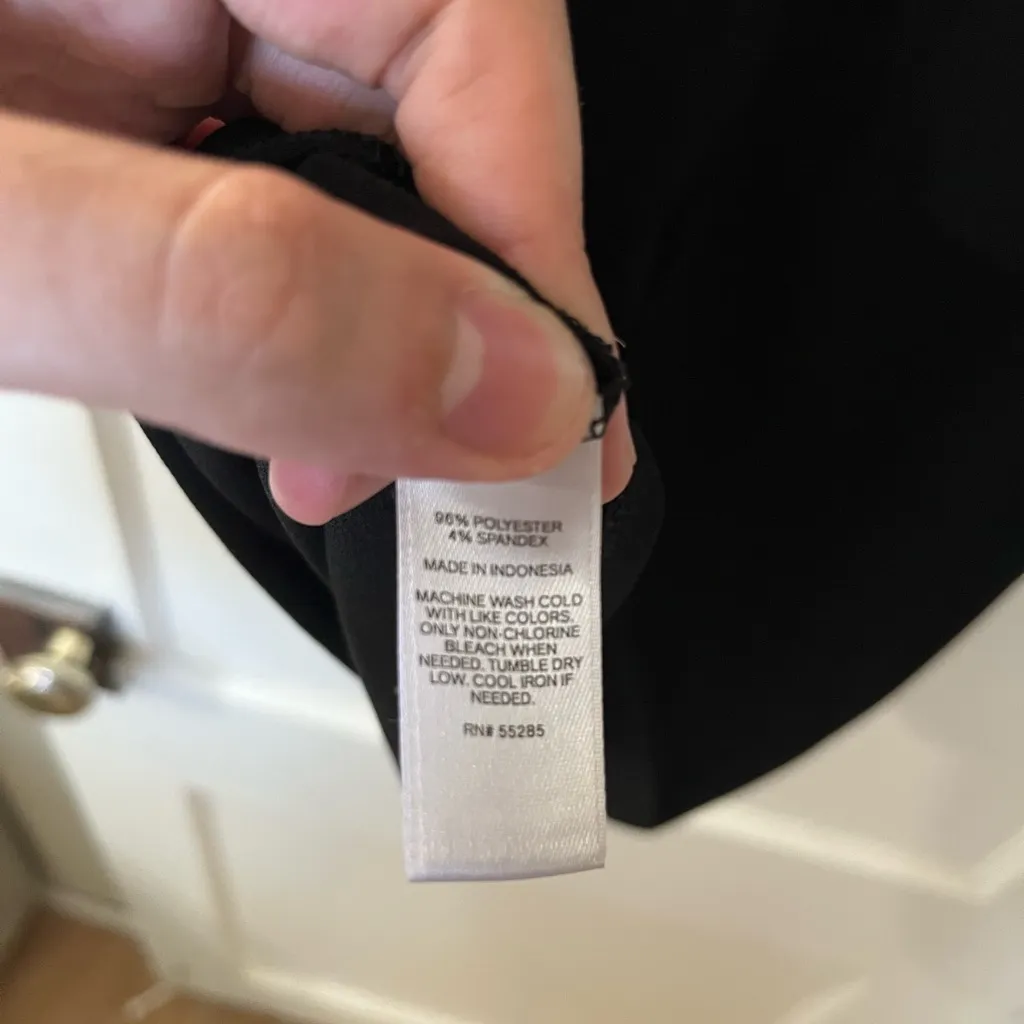 96% POLYESTER
4% SPANDEX
MADE IN INDONESIA
MACHINE WASH COLD
WITH LIKE COLORS.
ONLY NON-CHLORINE
BLEACH WHEN
NEEDED. TUMBLE DRY
LOW. COOL IRON IF
NEEDED.
RN# 55285